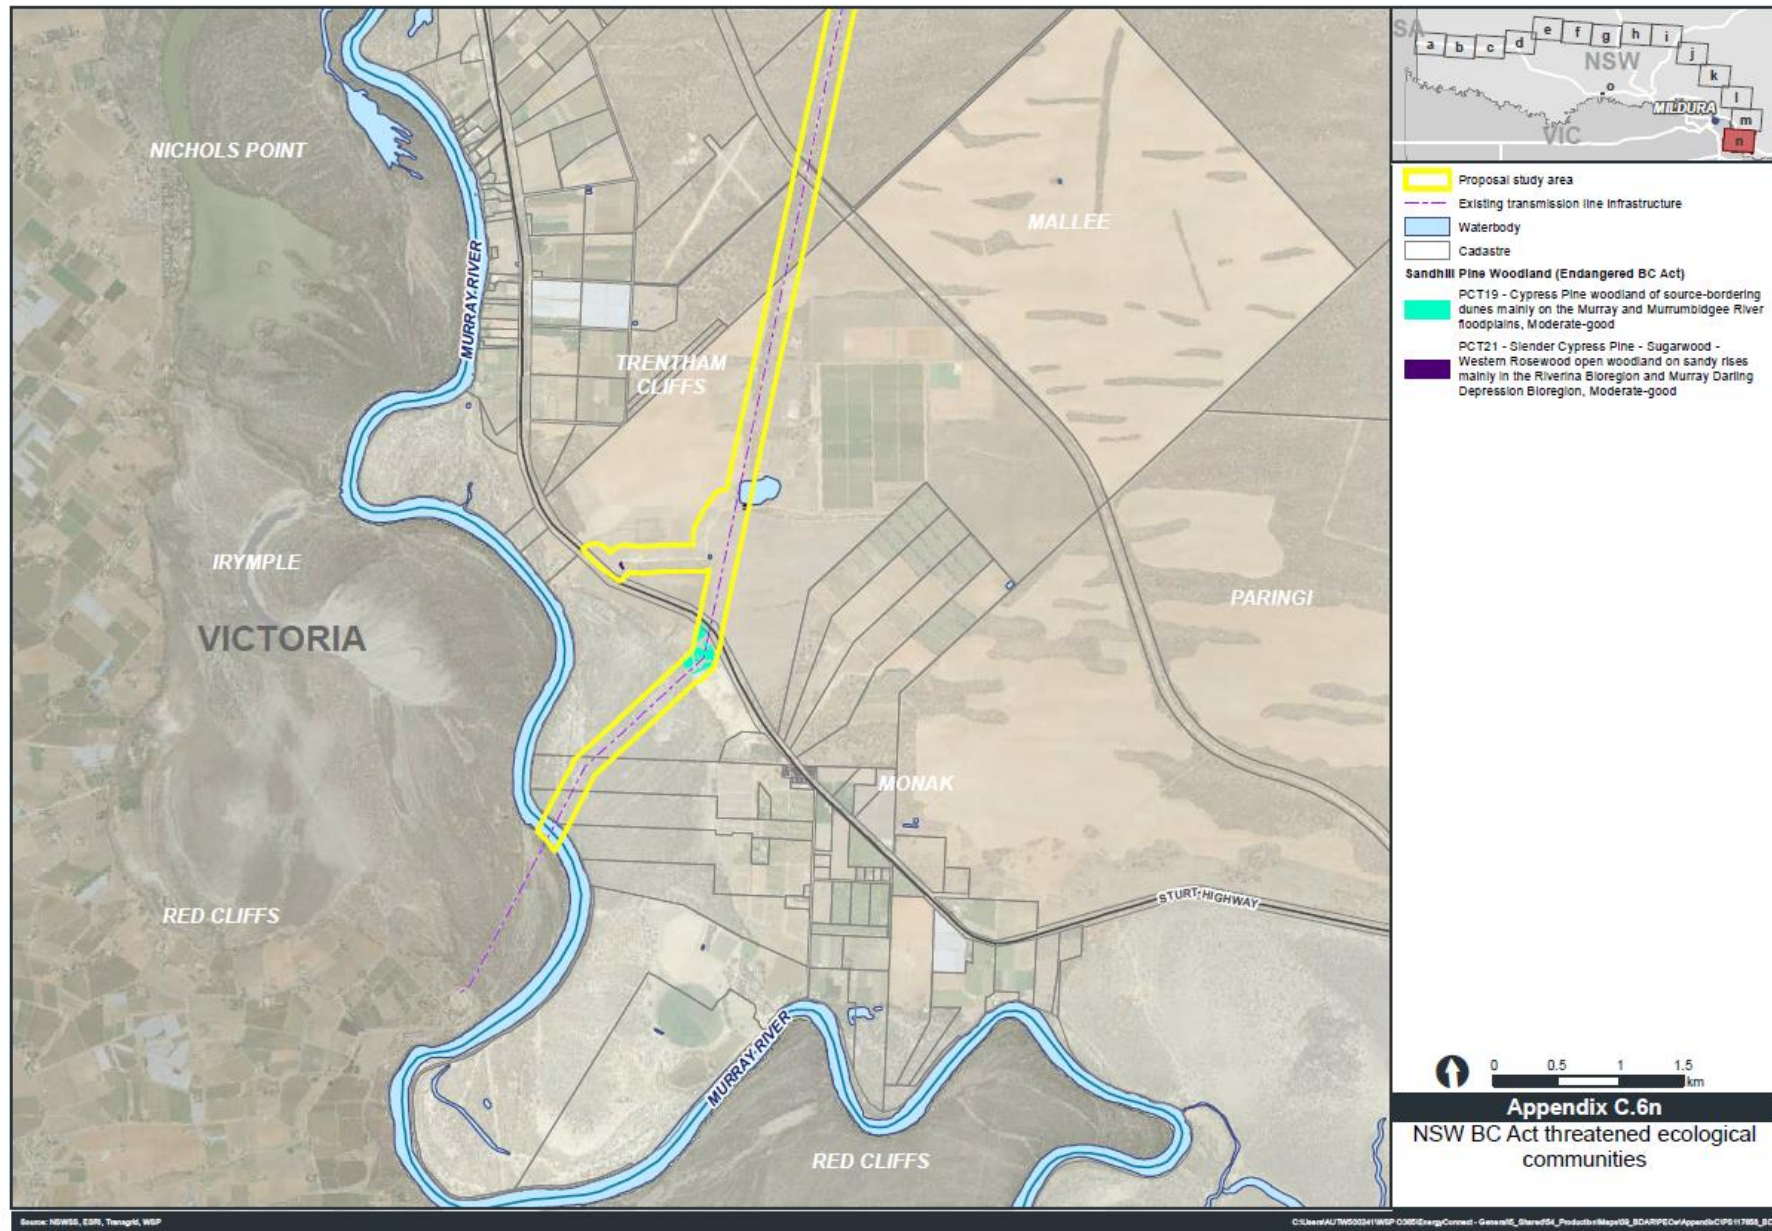 NICHOLS POINT
MURRAY RIVER
MALLEE
TRENTHAM
CLIFFS
IRYMPLE
VICTORIA
PARINGI
MONAK
RED CLIFFS
STURT HIGHWAY
MURRAY RIVER
RED CLIFFS
SA
a b c d e f g h i
j
NSW
k
o
l
MILDURA
m
VIC
n
Proposal study area
Existing transmission line infrastructure
Waterbody
Cadastre
Sandhill Pine Woodland (Endangered BC Act)
PCT19 - Cypress Pine woodland of source-bordering
dunes mainly on the Murray and Murrumbidgee River
floodplains, Moderate-good
PCT21 - Slender Cypress Pine - Sugarwood -
Western Rosewood open woodland on sandy rises
mainly in the Riverina Bioregion and Murray Darling
Depression Bioregion, Moderate-good
0 0.5 1 1.5
km
Appendix C.6n
NSW BC Act threatened ecological
communities
Source: NSWSS, ESRI, Transgrid, WSP